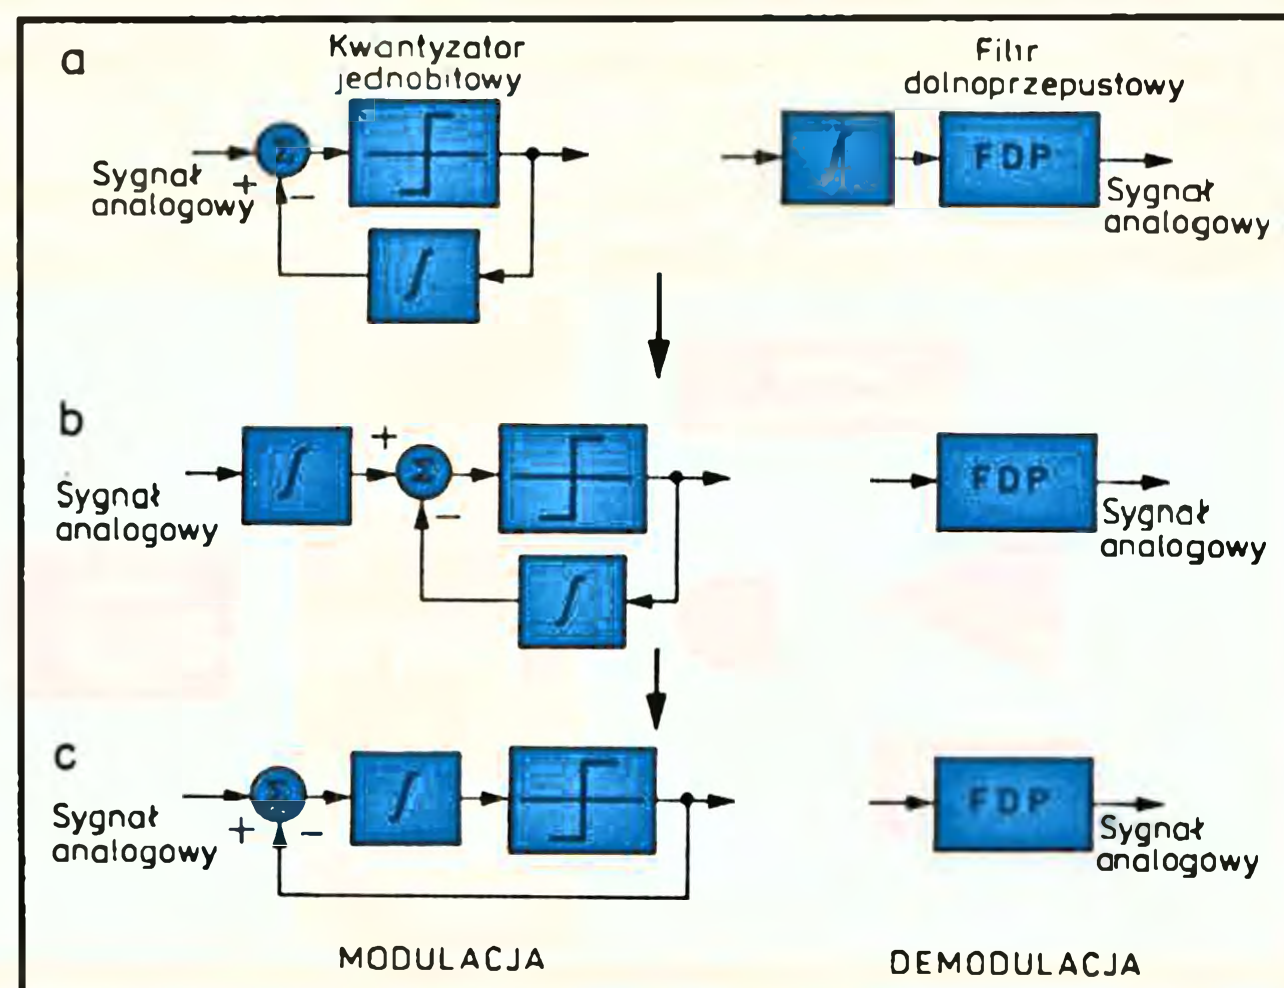 a
Kwantyzator
jednobitowy
Filtr
dolnoprzepustowy
Σ
Sygnał
analogowy
+
−
∫
∫
FDP
Sygnał
analogowy
b
Sygnał
analogowy
∫
+
Σ
−
∫
FDP
Sygnał
analogowy
c
Sygnał
analogowy
Σ
+
−
∫
FDP
Sygnał
analogowy
MODULACJA
DEMODULACJA